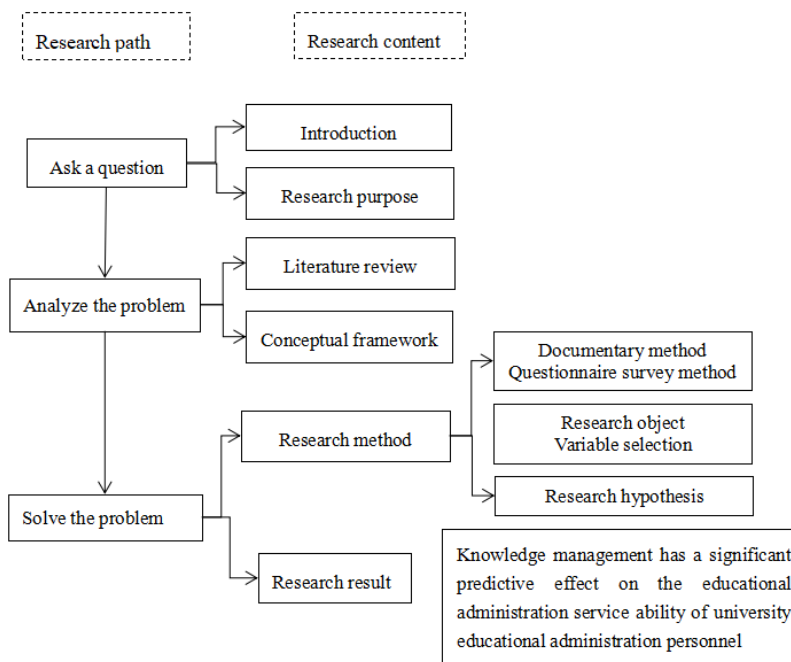 Research path
Research content
Introduction
Ask a question
Research purpose
Literature review
Analyze the problem
Conceptual framework
Documentary method
Questionnaire survey method
Research method
Research object
Variable selection
Research hypothesis
Solve the problem
Research result
Knowledge management has a significant
predictive effect on the educational
administration service ability of university
educational administration personnel